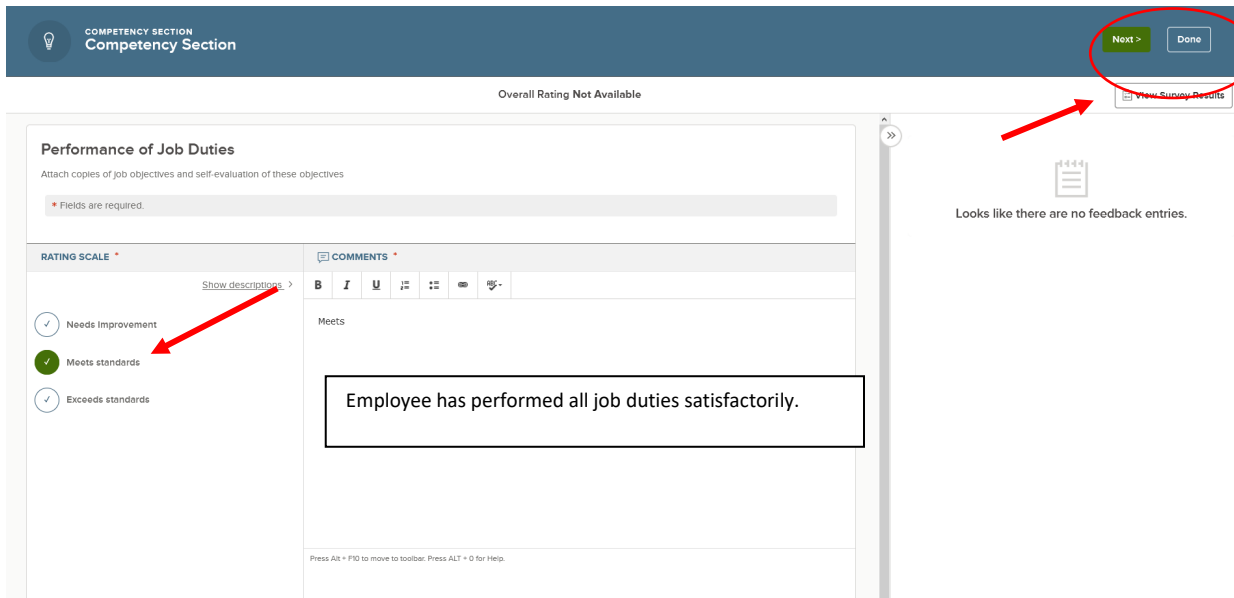 COMPETENCY SECTION
Competency Section
Next >
Done
Overall Rating Not Available
View Survey Results
Performance of Job Duties
Attach copies of job objectives and self-evaluation of these objectives
* Fields are required.
RATING SCALE *
COMMENTS *
Show descriptions >
B I U
ABC
Needs Improvement
Meets standards
Exceeds standards
Meets
Employee has performed all job duties satisfactorily.
Press Alt + F10 to move to toolbar. Press ALT + 0 for Help.
Looks like there are no feedback entries.